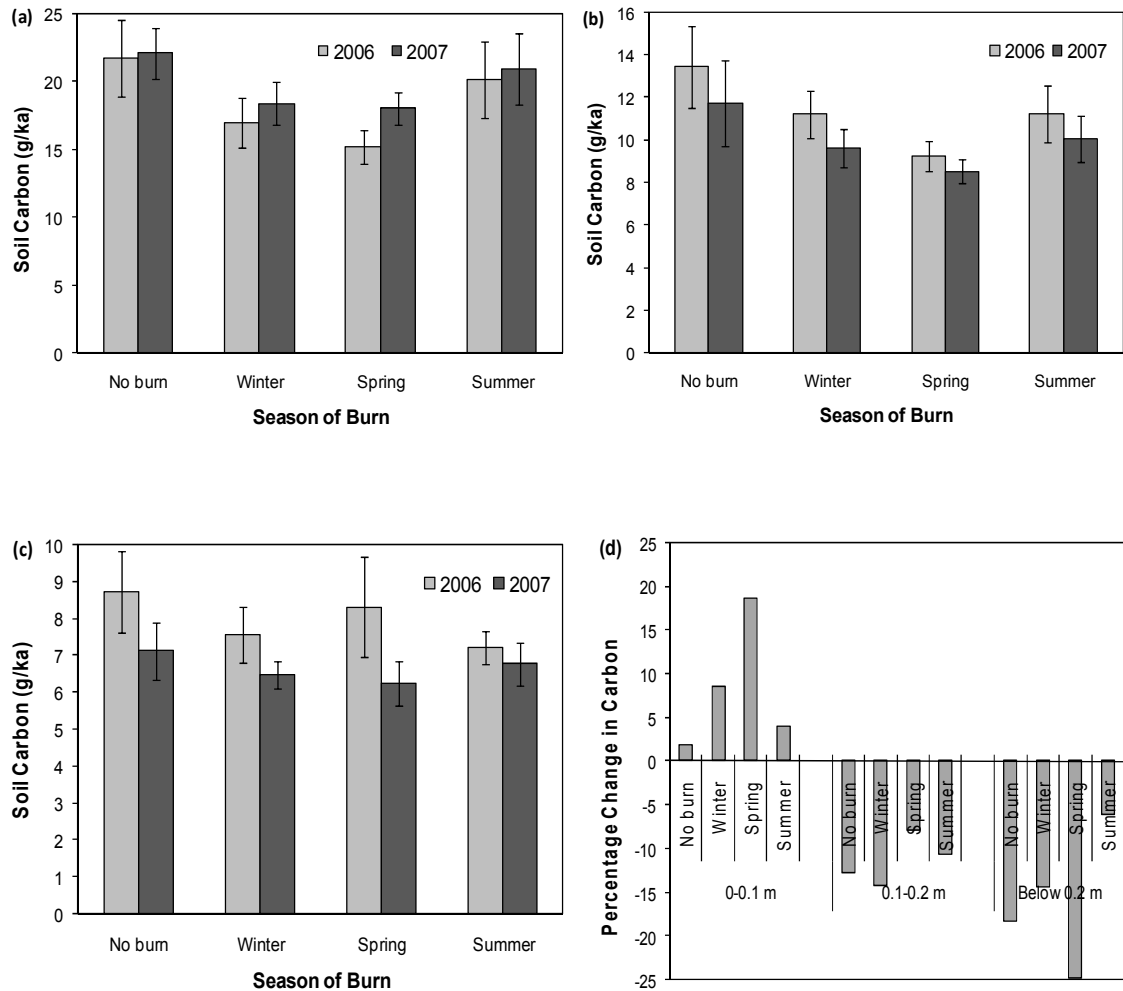 (a)
25
20
15
10
5
0
Soil Carbon (g/ka)
2006 2007
No burn Winter Spring Summer
Season of Burn
(b)
16
14
12
10
8
6
4
2
0
Soil Carbon (g/ka)
2006 2007
No burn Winter Spring Summer
Season of Burn
(c)
10
9
8
7
6
5
4
3
2
1
0
Soil Carbon (g/ka)
2006 2007
No burn Winter Spring Summer
Season of Burn
(d)
25
20
15
10
5
0
-5
-10
-15
-20
-25
Percentage Change in Carbon
No burn Winter Spring Summer No burn Winter Spring Summer No burn Winter Spring Summer
0-0.1 m 0.1-0.2 m Below 0.2 m